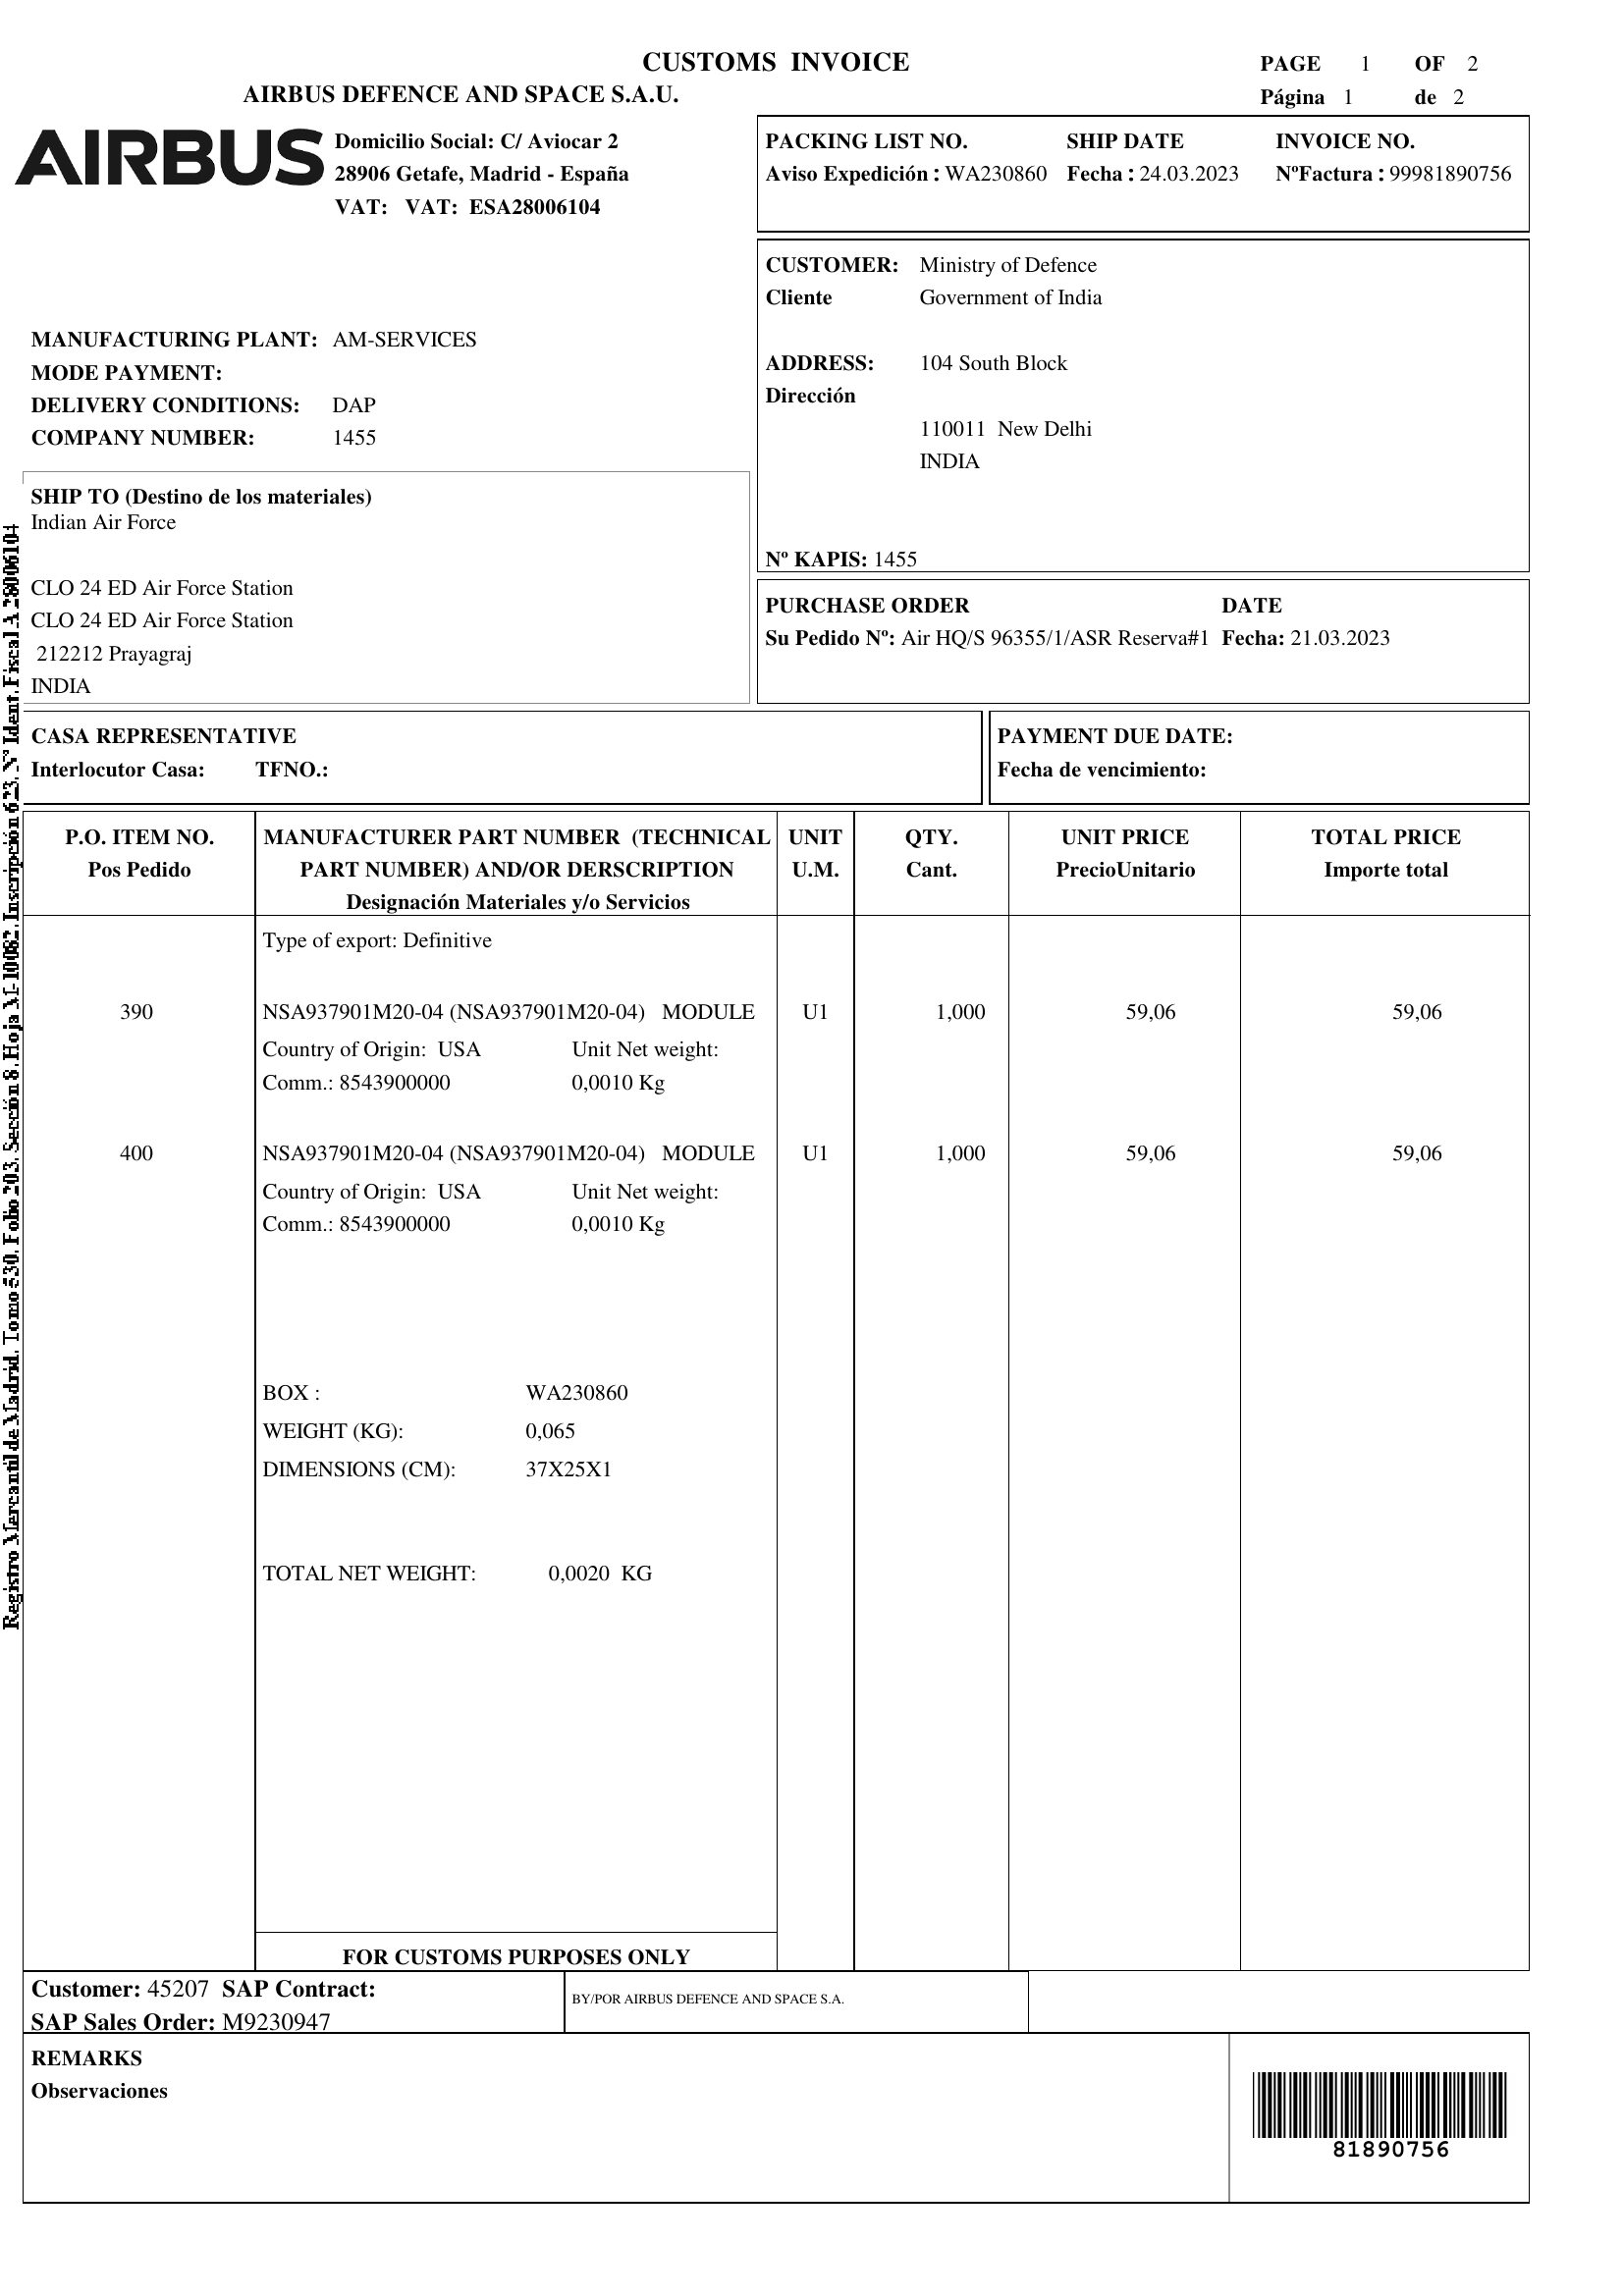 CUSTOMS INVOICE
PAGE 1 OF 2
AIRBUS DEFENCE AND SPACE S.A.U.
Página 1 de 2
AIRBUS
Domicilio Social: C/ Aviocar 2
28906 Getafe, Madrid - España
VAT: VAT: ESA28006104
PACKING LIST NO. SHIP DATE INVOICE NO.
Aviso Expedición : WA230860 Fecha : 24.03.2023 NºFactura : 99981890756
CUSTOMER: Ministry of Defence
Cliente Government of India
ADDRESS: 104 South Block
Dirección
110011 New Delhi
INDIA
Nº KAPIS: 1455
MANUFACTURING PLANT: AM-SERVICES
MODE PAYMENT:
DELIVERY CONDITIONS: DAP
COMPANY NUMBER: 1455
SHIP TO (Destino de los materiales)
Indian Air Force
CLO 24 ED Air Force Station
CLO 24 ED Air Force Station
212212 Prayagraj
INDIA
PURCHASE ORDER DATE
Su Pedido Nº: Air HQ/S 96355/1/ASR Reserva#1 Fecha: 21.03.2023
CASA REPRESENTATIVE
Interlocutor Casa: TFNO.:
PAYMENT DUE DATE:
Fecha de vencimiento:
P.O. ITEM NO. MANUFACTURER PART NUMBER (TECHNICAL UNIT QTY. UNIT PRICE TOTAL PRICE
Pos Pedido PART NUMBER) AND/OR DERSCRIPTION U.M. Cant. PrecioUnitario Importe total
Designación Materiales y/o Servicios
Type of export: Definitive
390 NSA937901M20-04 (NSA937901M20-04) MODULE U1 1,000 59,06 59,06
Country of Origin: USA Unit Net weight:
Comm.: 8543900000 0,0010 Kg
400 NSA937901M20-04 (NSA937901M20-04) MODULE U1 1,000 59,06 59,06
Country of Origin: USA Unit Net weight:
Comm.: 8543900000 0,0010 Kg
BOX : WA230860
WEIGHT (KG): 0,065
DIMENSIONS (CM): 37X25X1
TOTAL NET WEIGHT: 0,0020 KG
FOR CUSTOMS PURPOSES ONLY
Customer: 45207 SAP Contract:
SAP Sales Order: M9230947
BY/POR AIRBUS DEFENCE AND SPACE S.A.
REMARKS
Observaciones
81890756
Registro Mercantil de Madrid, Tomo 530, Folio 203, Sección 8, Hoja M-10082, Inscripción 623, Nº Ident. Fiscal A 28006104